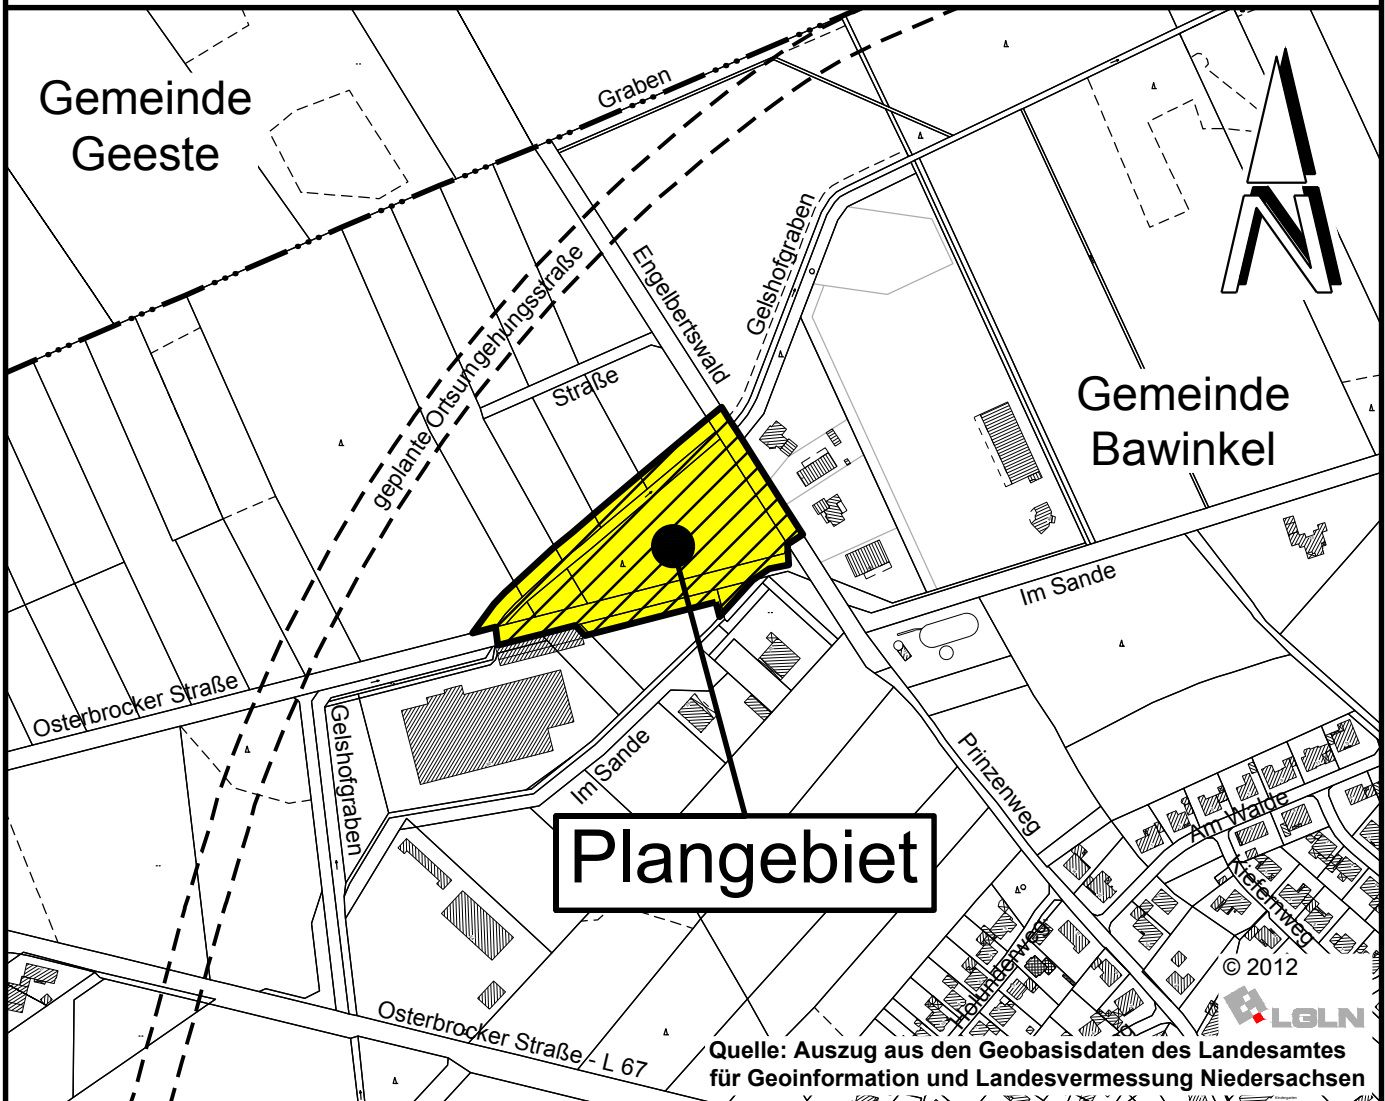 Gemeinde
Geeste
Graben
Engelbertswald
Gelshofgraben
geplante Ortsumgehungsstraße
Straße
Gemeinde
Bawinkel
Im Sande
Osterbrocker Straße
Gelshofgraben
Im Sande
Prinzenweg
Am Walde
Kiefernweg
Plangebiet
Holunderweg
© 2012
LGLN
Osterbrocker Straße - L 67
Quelle: Auszug aus den Geobasisdaten des Landesamtes
für Geoinformation und Landesvermessung Niedersachsen
N